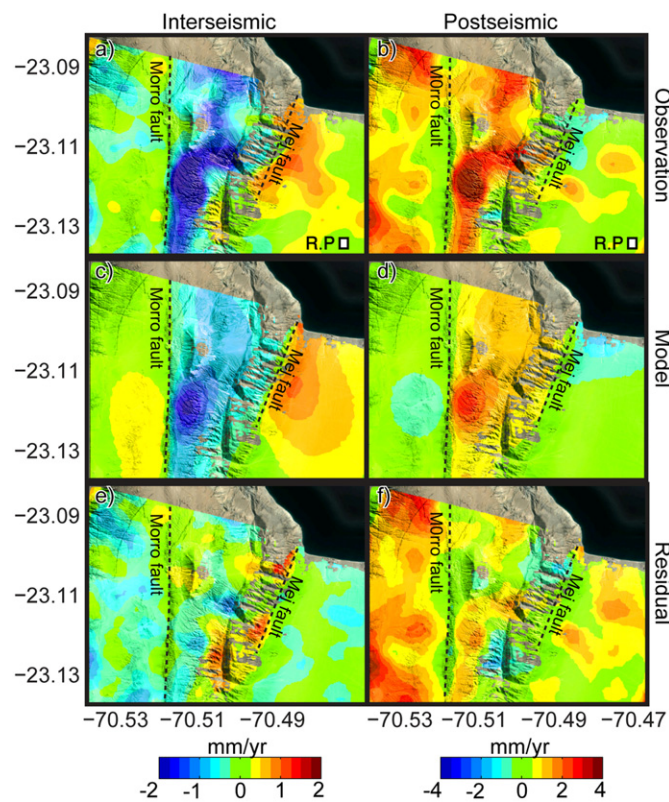 Interseismic Postseismic
a) Morro fault Mej fault R.P
b) M0rro fault Mej fault R.P
Observation
−23.09
−23.11
−23.13
c) Morro fault Mej fault
d) M0rro fault Mej fault
Model
−23.09
−23.11
−23.13
e) Morro fault Mej fault
f) M0rro fault Mej fault
Residual
−23.09
−23.11
−23.13
−70.53 −70.51 −70.49 −70.53 −70.51 −70.49 −70.47
mm/yr mm/yr
-2 -1 0 1 2 -4 -2 0 2 4